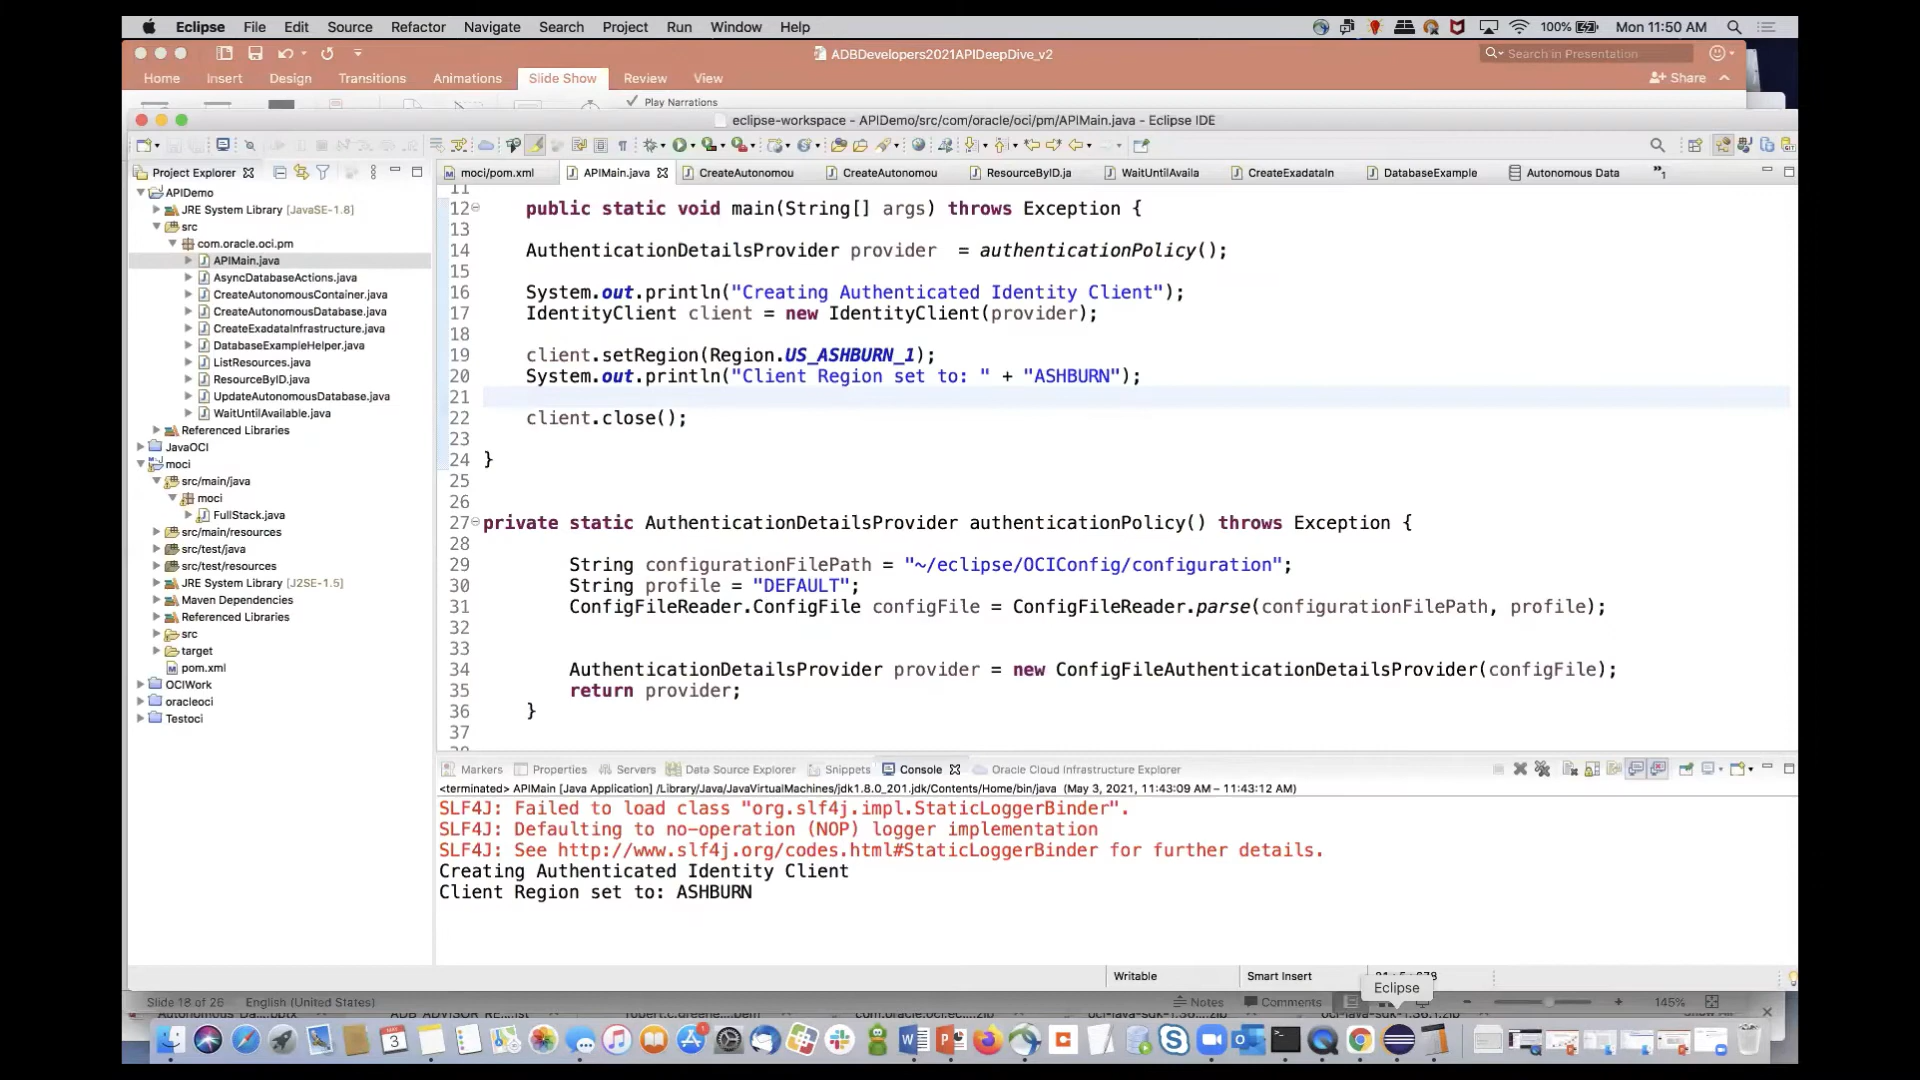 Eclipse File Edit Source Refactor Navigate Search Project Run Window Help 100% Mon 11:50 AM
ADBDevelopers2021APIDeepDive_v2
Search in Presentation
Home Insert Design Transitions Animations Slide Show Review View
Share
Play Narrations
eclipse-workspace - APIDemo/src/com/oracle/oci/pm/APIMain.java - Eclipse IDE
Project Explorer
moci/pom.xml APIMain.java CreateAutonomou CreateAutonomou ResourceByID.ja WaitUntilAvaila CreateExadataIn DatabaseExample Autonomous Data »1
APIDemo
JRE System Library [JavaSE-1.8]
src
com.oracle.oci.pm
APIMain.java
AsyncDatabaseActions.java
CreateAutonomousContainer.java
CreateAutonomousDatabase.java
CreateExadataInfrastructure.java
DatabaseExampleHelper.java
ListResources.java
ResourceByID.java
UpdateAutonomousDatabase.java
WaitUntilAvailable.java
Referenced Libraries
JavaOCI
moci
src/main/java
moci
FullStack.java
src/main/resources
src/test/java
src/test/resources
JRE System Library [J2SE-1.5]
Maven Dependencies
Referenced Libraries
src
target
pom.xml
OCIWork
oracleoci
Testoci
11
12 public static void main(String[] args) throws Exception {
13
14 AuthenticationDetailsProvider provider = authenticationPolicy();
15
16 System.out.println("Creating Authenticated Identity Client");
17 IdentityClient client = new IdentityClient(provider);
18
19 client.setRegion(Region.US_ASHBURN_1);
20 System.out.println("Client Region set to: " + "ASHBURN");
21
22 client.close();
23
24 }
25
26
27 private static AuthenticationDetailsProvider authenticationPolicy() throws Exception {
28
29 String configurationFilePath = "~/eclipse/OCIConfig/configuration";
30 String profile = "DEFAULT";
31 ConfigFileReader.ConfigFile configFile = ConfigFileReader.parse(configurationFilePath, profile);
32
33
34 AuthenticationDetailsProvider provider = new ConfigFileAuthenticationDetailsProvider(configFile);
35 return provider;
36 }
37
Markers Properties Servers Data Source Explorer Snippets Console Oracle Cloud Infrastructure Explorer
<terminated> APIMain [Java Application] /Library/Java/JavaVirtualMachines/jdk1.8.0_201.jdk/Contents/Home/bin/java (May 3, 2021, 11:43:09 AM – 11:43:12 AM)
SLF4J: Failed to load class "org.slf4j.impl.StaticLoggerBinder".
SLF4J: Defaulting to no-operation (NOP) logger implementation
SLF4J: See http://www.slf4j.org/codes.html#StaticLoggerBinder for further details.
Creating Authenticated Identity Client
Client Region set to: ASHBURN
Writable Smart Insert
Eclipse
Slide 18 of 26 English (United States) Notes Comments 145%